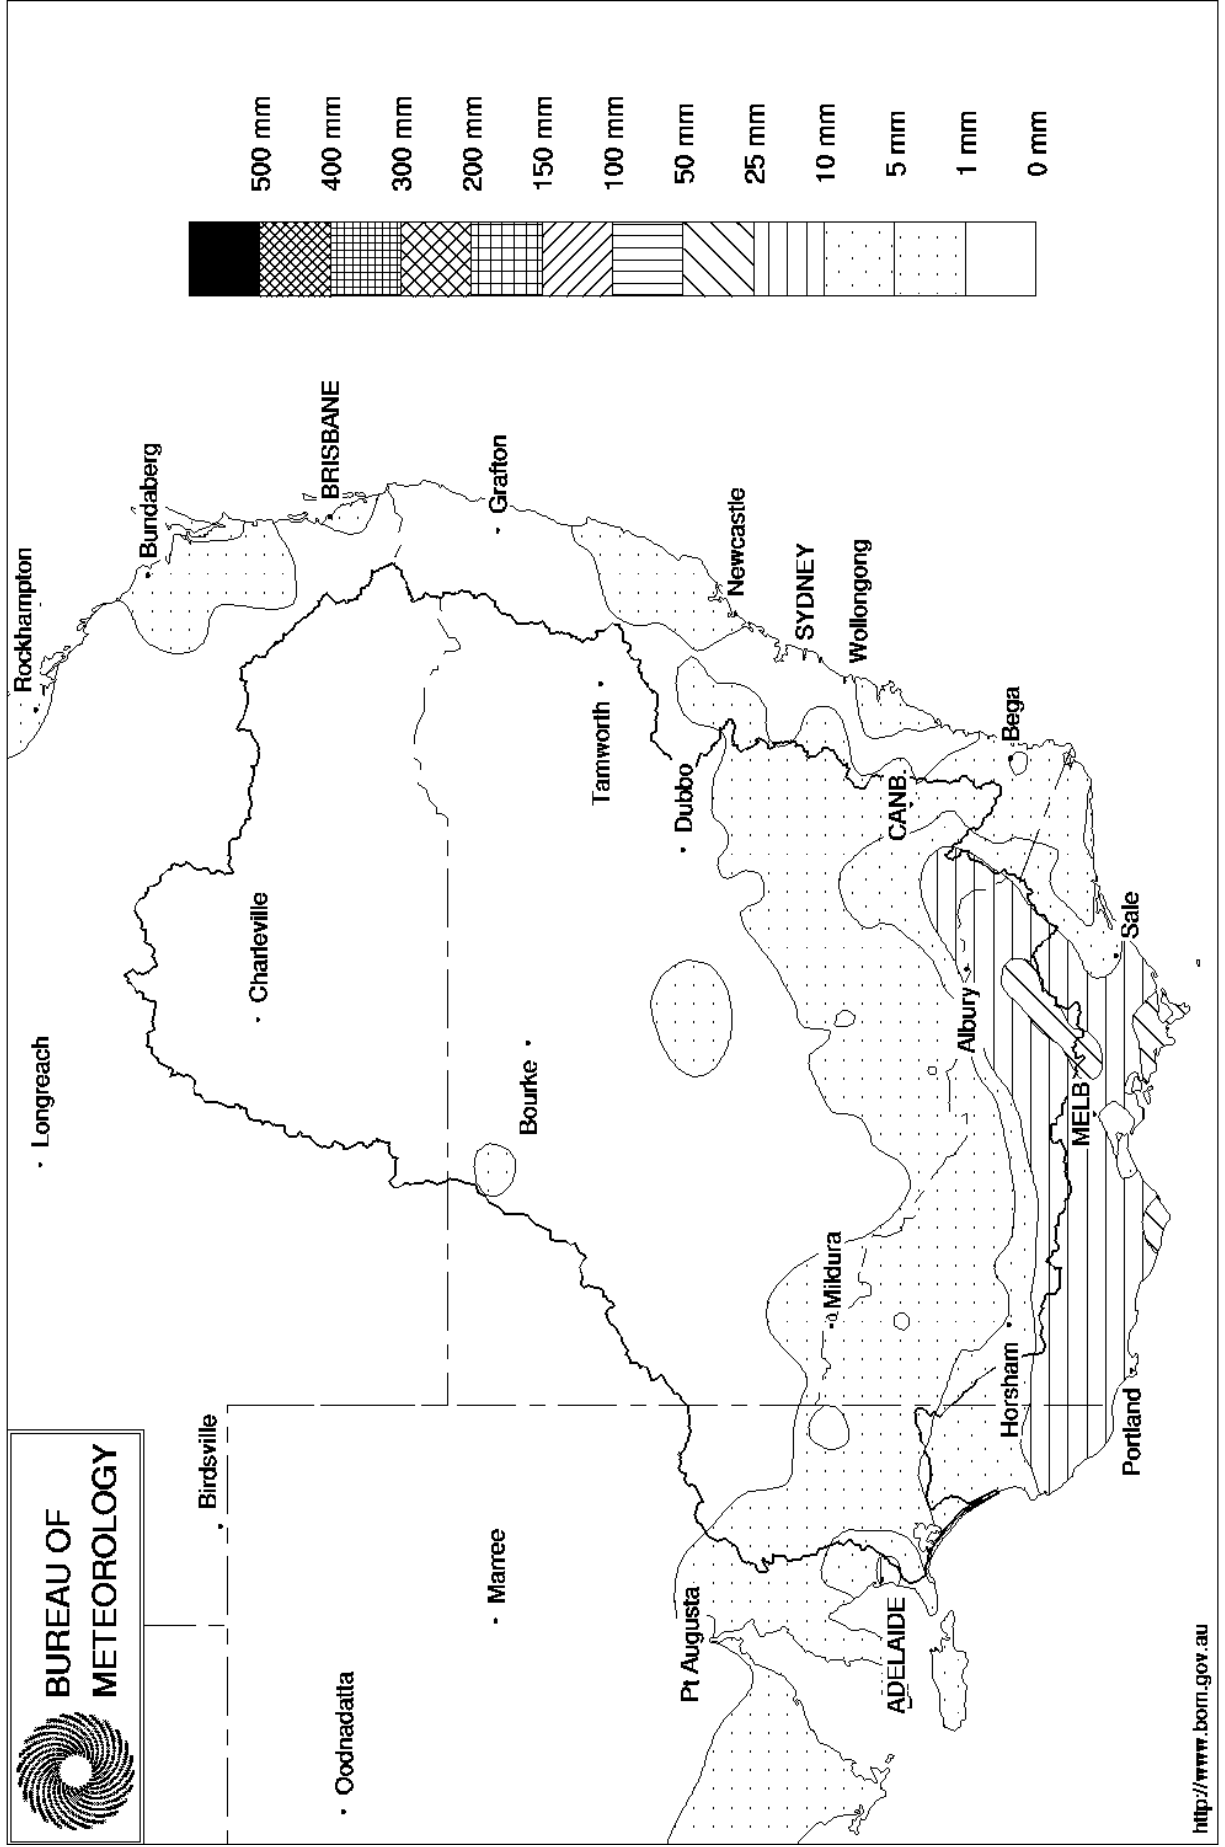 BUREAU OF
METEOROLOGY
500 mm
400 mm
300 mm
200 mm
150 mm
100 mm
50 mm
25 mm
10 mm
5 mm
1 mm
0 mm
Longreach
Rockhampton
Bundaberg
Birdsville
Charleville
BRISBANE
Oodnadatta
Marree
Bourke
Grafton
Tamworth
Pt Augusta
Dubbo
Newcastle
Mildura
SYDNEY
Wollongong
ADELAIDE
CANB.
Albury
Horsham
Bega
MELB
Portland
Sale
http://www.bom.gov.au